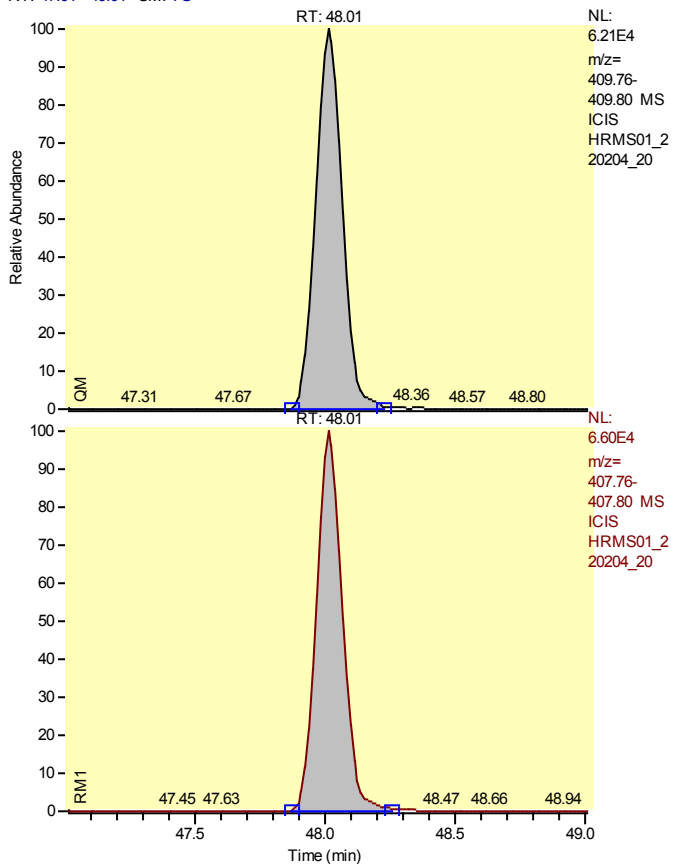 RT: 48.01
NL:
6.21E4
m/z=
409.76-
409.80 MS
ICIS
HRMS01_2
20204_20
100
90
80
70
60
50
40
30
20
10
0
Relative Abundance
QM
47.31 47.67 48.36 48.57 48.80
RT: 48.01
NL:
6.60E4
m/z=
407.76-
407.80 MS
ICIS
HRMS01_2
20204_20
100
90
80
70
60
50
40
30
20
10
0
RM1
47.45 47.63 48.47 48.66 48.94
47.5 48.0 48.5 49.0
Time (min)